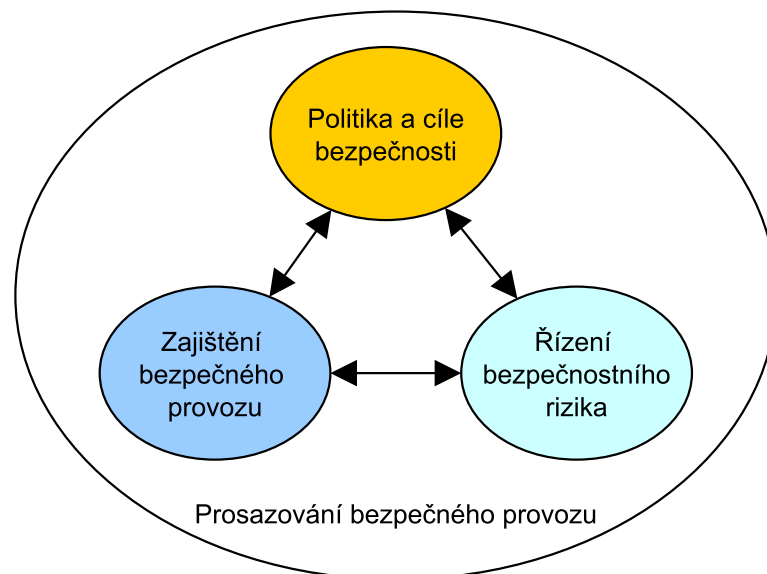 Politika a cíle
bezpečnosti
Zajištění
bezpečného
provozu
Řízení
bezpečnostního
rizika
Prosazování bezpečného provozu